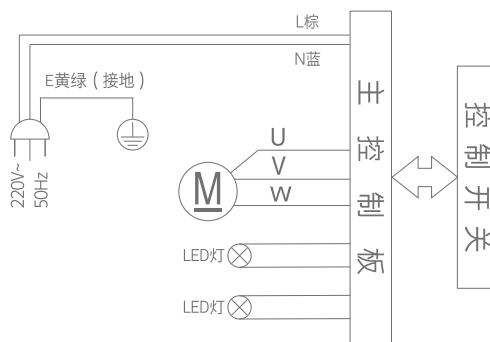 L棕
N蓝
E黄绿（接地）
220V~
50Hz
U
V
W
M
LED灯
LED灯
主控制板
控制开关